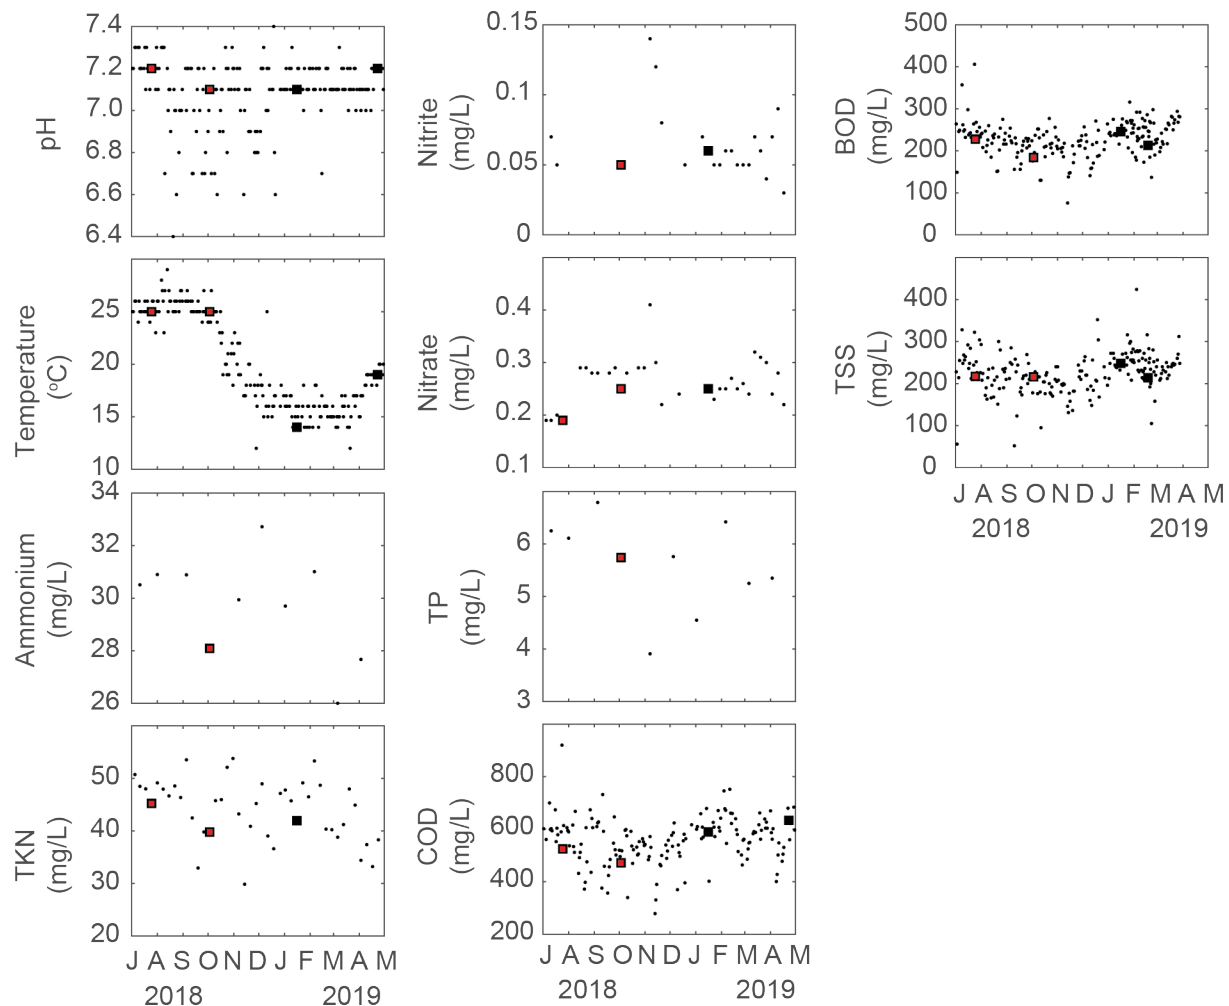 pH
7.4
7.2
7.0
6.8
6.6
6.4
Temperature
(oC)
25
20
15
10
Ammonium
(mg/L)
34
32
30
28
26
TKN
(mg/L)
50
40
30
20
J A S O N D J F M A M
2018 2019
Nitrite
(mg/L)
0.15
0.1
0.05
0
Nitrate
(mg/L)
0.4
0.3
0.2
0.1
TP
(mg/L)
6
5
4
3
COD
(mg/L)
800
600
400
200
J A S O N D J F M A M
2018 2019
BOD
(mg/L)
500
400
300
200
100
0
TSS
(mg/L)
400
300
200
100
0
J A S O N D J F M A M
2018 2019